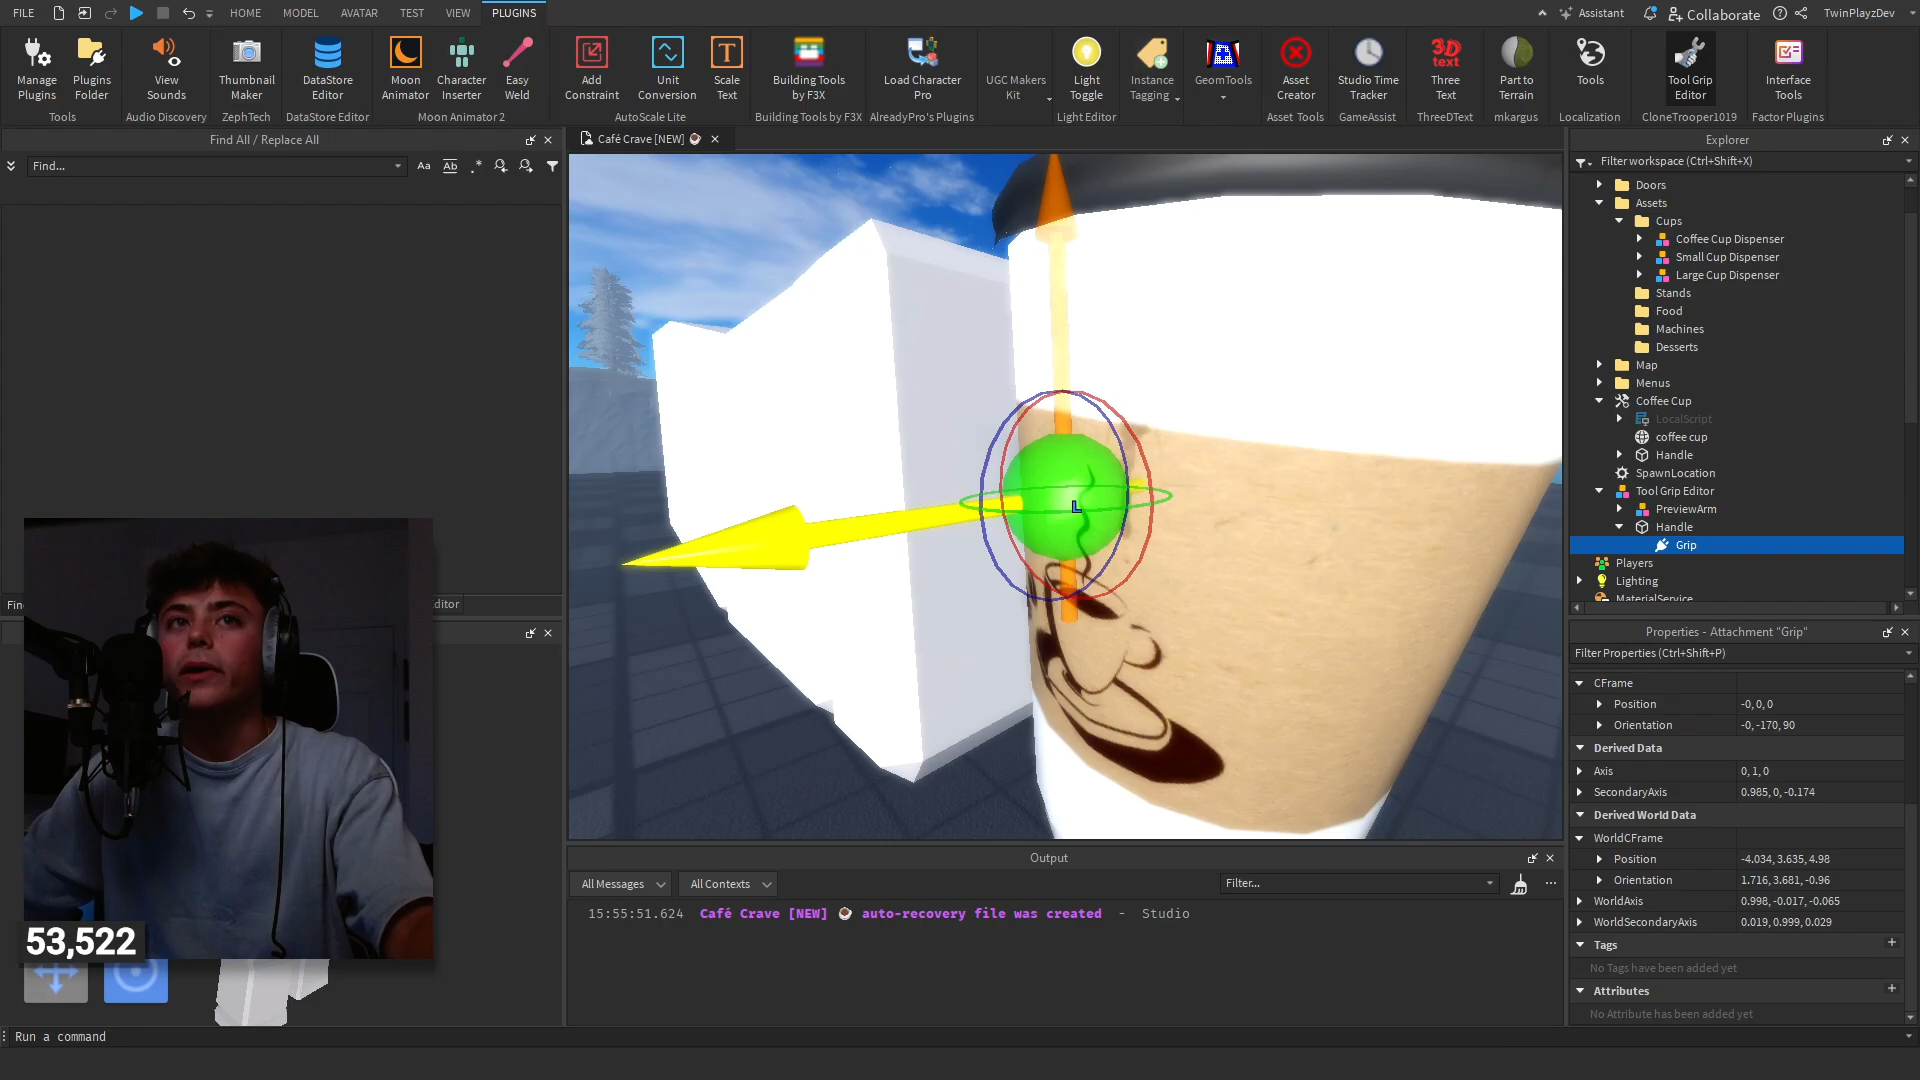 FILE HOME MODEL AVATAR TEST VIEW PLUGINS Assistant Collaborate TwinPlayzDev
Manage Plugins
Plugins Folder
View Sounds
Thumbnail Maker
DataStore Editor
Moon Animator
Character Inserter
Easy Weld
Add Constraint
Unit Conversion
Scale Text
Building Tools by F3X
Load Character Pro
UGC Makers Kit
Light Toggle
Instance Tagging
GeomTools
Asset Creator
Studio Time Tracker
3D text
Three Text
Part to Terrain
Tools
Tool Grip Editor
Interface Tools
Tools Audio Discovery ZephTech DataStore Editor Moon Animator 2 AutoScale Lite Building Tools by F3X AlreadyPro's Plugins Light Editor Asset Tools GameAssist ThreeDText mkargus Localization CloneTrooper1019 Factor Plugins
Find All / Replace All
Find...
Aa Ab .*
Café Crave [NEW]
L
Explorer
Filter workspace (Ctrl+Shift+X)
Doors
Assets
Cups
Coffee Cup Dispenser
Small Cup Dispenser
Large Cup Dispenser
Stands
Food
Machines
Desserts
Map
Menus
Coffee Cup
LocalScript
coffee cup
Handle
SpawnLocation
Tool Grip Editor
PreviewArm
Handle
Grip
Players
Lighting
MaterialService
Properties - Attachment "Grip"
Filter Properties (Ctrl+Shift+P)
CFrame
Position -0, 0, 0
Orientation -0, -170, 90
Derived Data
Axis 0, 1, 0
SecondaryAxis 0.985, 0, -0.174
Derived World Data
WorldCFrame
Position -4.034, 3.635, 4.98
Orientation 1.716, 3.681, -0.96
WorldAxis 0.998, -0.017, -0.065
WorldSecondaryAxis 0.019, 0.999, 0.029
Tags
No Tags have been added yet
Attributes
No Attribute has been added yet
Output
All Messages All Contexts Filter...
15:55:51.624 Café Crave [NEW] auto-recovery file was created - Studio
53,522
Run a command